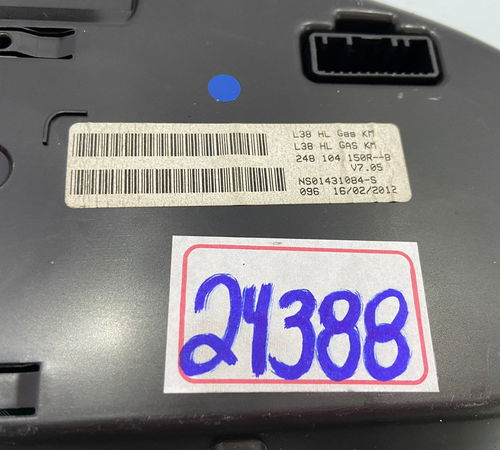 L38 HL Gas KM
L38 HL GAS KM
248 104 150R--B
V7.05
NS01431084-S
096 16/02/2012
24388